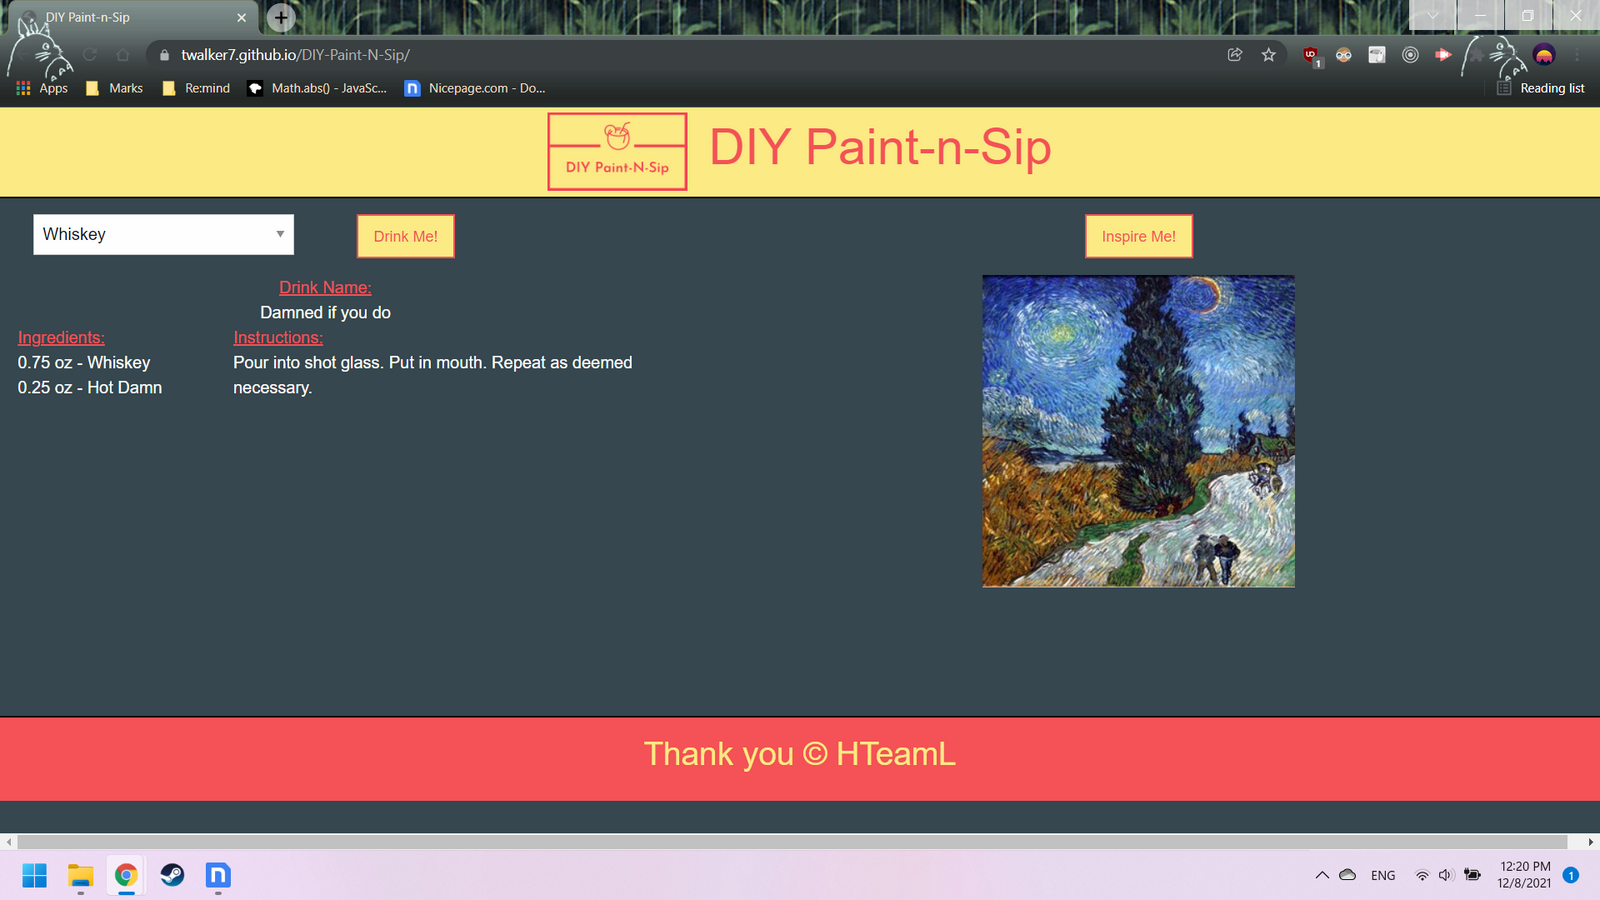 DIY Paint-n-Sip
twalker7.github.io/DIY-Paint-N-Sip/
1
Apps
Marks
Re:mind
Math.abs() - JavaSc...
Nicepage.com - Do...
Reading list
DIY Paint-N-Sip
DIY Paint-n-Sip
Whiskey
Drink Me!
Inspire Me!
Drink Name:
Damned if you do
Ingredients:
0.75 oz - Whiskey
0.25 oz - Hot Damn
Instructions:
Pour into shot glass. Put in mouth. Repeat as deemed
necessary.
Thank you © HTeamL
ENG
12:20 PM
12/8/2021
1